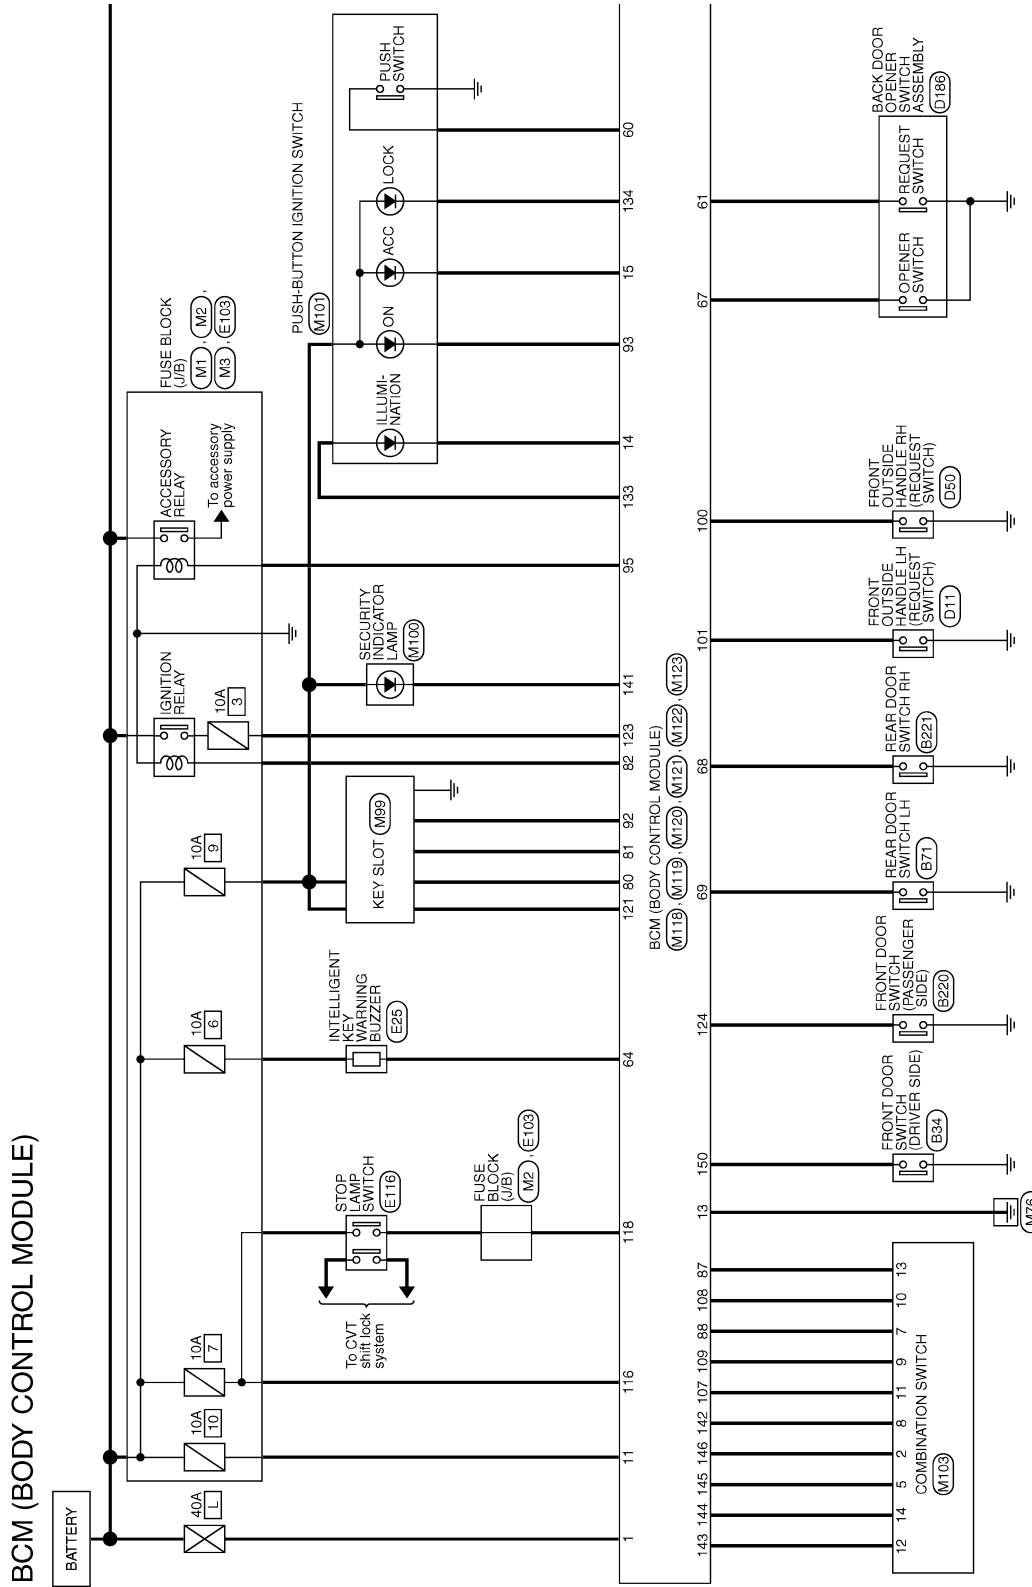 BCM (BODY CONTROL MODULE)
BATTERY
40A
L
10A
10
10A
7
10A
6
10A
9
IGNITION
RELAY
10A
3
ACCESSORY
RELAY
To accessory
power supply
FUSE BLOCK
(J/B)
M1 , M2 ,
M3 , E103
To CVT
shift lock
system
STOP
LAMP
SWITCH
E116
FUSE
BLOCK
(J/B)
M2 , E103
INTELLIGENT
KEY
WARNING
BUZZER
E25
KEY SLOT
M99
SECURITY
INDICATOR
LAMP
M100
PUSH-BUTTON IGNITION SWITCH
M101
ILLUMI-
NATION
ON
ACC
LOCK
PUSH
SWITCH
1
11
116
118
64
121
80
81
92
82
123
141
95
133
14
93
15
134
60
BCM (BODY CONTROL MODULE)
M118 , M119 , M120 , M121 , M122 , M123
143
144
145
146
142
107
109
88
108
87
13
150
124
69
68
101
100
67
61
12
14
5
2
8
11
9
7
10
13
COMBINATION SWITCH
M103
M76
FRONT DOOR
SWITCH
(DRIVER SIDE)
B34
FRONT DOOR
SWITCH
(PASSENGER
SIDE)
B220
REAR DOOR
SWITCH LH
B71
REAR DOOR
SWITCH RH
B221
FRONT
OUTSIDE
HANDLE LH
(REQUEST
SWITCH)
D11
FRONT
OUTSIDE
HANDLE RH
(REQUEST
SWITCH)
D50
OPENER
SWITCH
REQUEST
SWITCH
BACK DOOR
OPENER
SWITCH
ASSEMBLY
D186